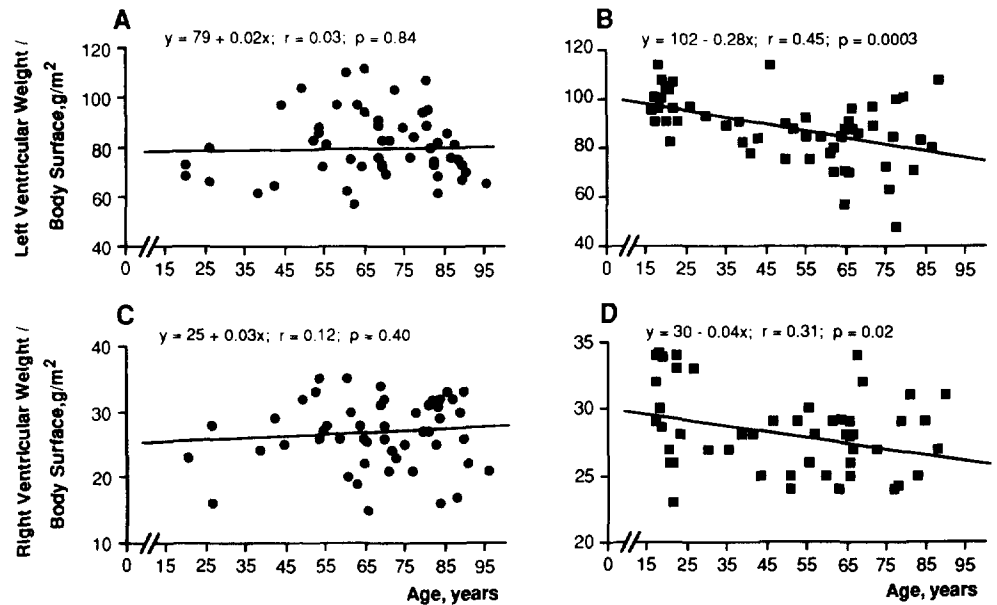 A
y = 79 + 0.02x; r = 0.03; p = 0.84
B
y = 102 - 0.28x; r = 0.45; p = 0.0003
Left Ventricular Weight /
Body Surface,g/m2
120
100
80
60
40
0 15 25 35 45 55 65 75 85 95
120
100
80
60
40
0 15 25 35 45 55 65 75 85 95
C
y = 25 + 0.03x; r = 0.12; p = 0.40
D
y = 30 - 0.04x; r = 0.31; p = 0.02
Right Ventricular Weight /
Body Surface,g/m2
40
30
20
10
0 15 25 35 45 55 65 75 85 95
Age, years
35
30
25
20
0 15 25 35 45 55 65 75 85 95
Age, years